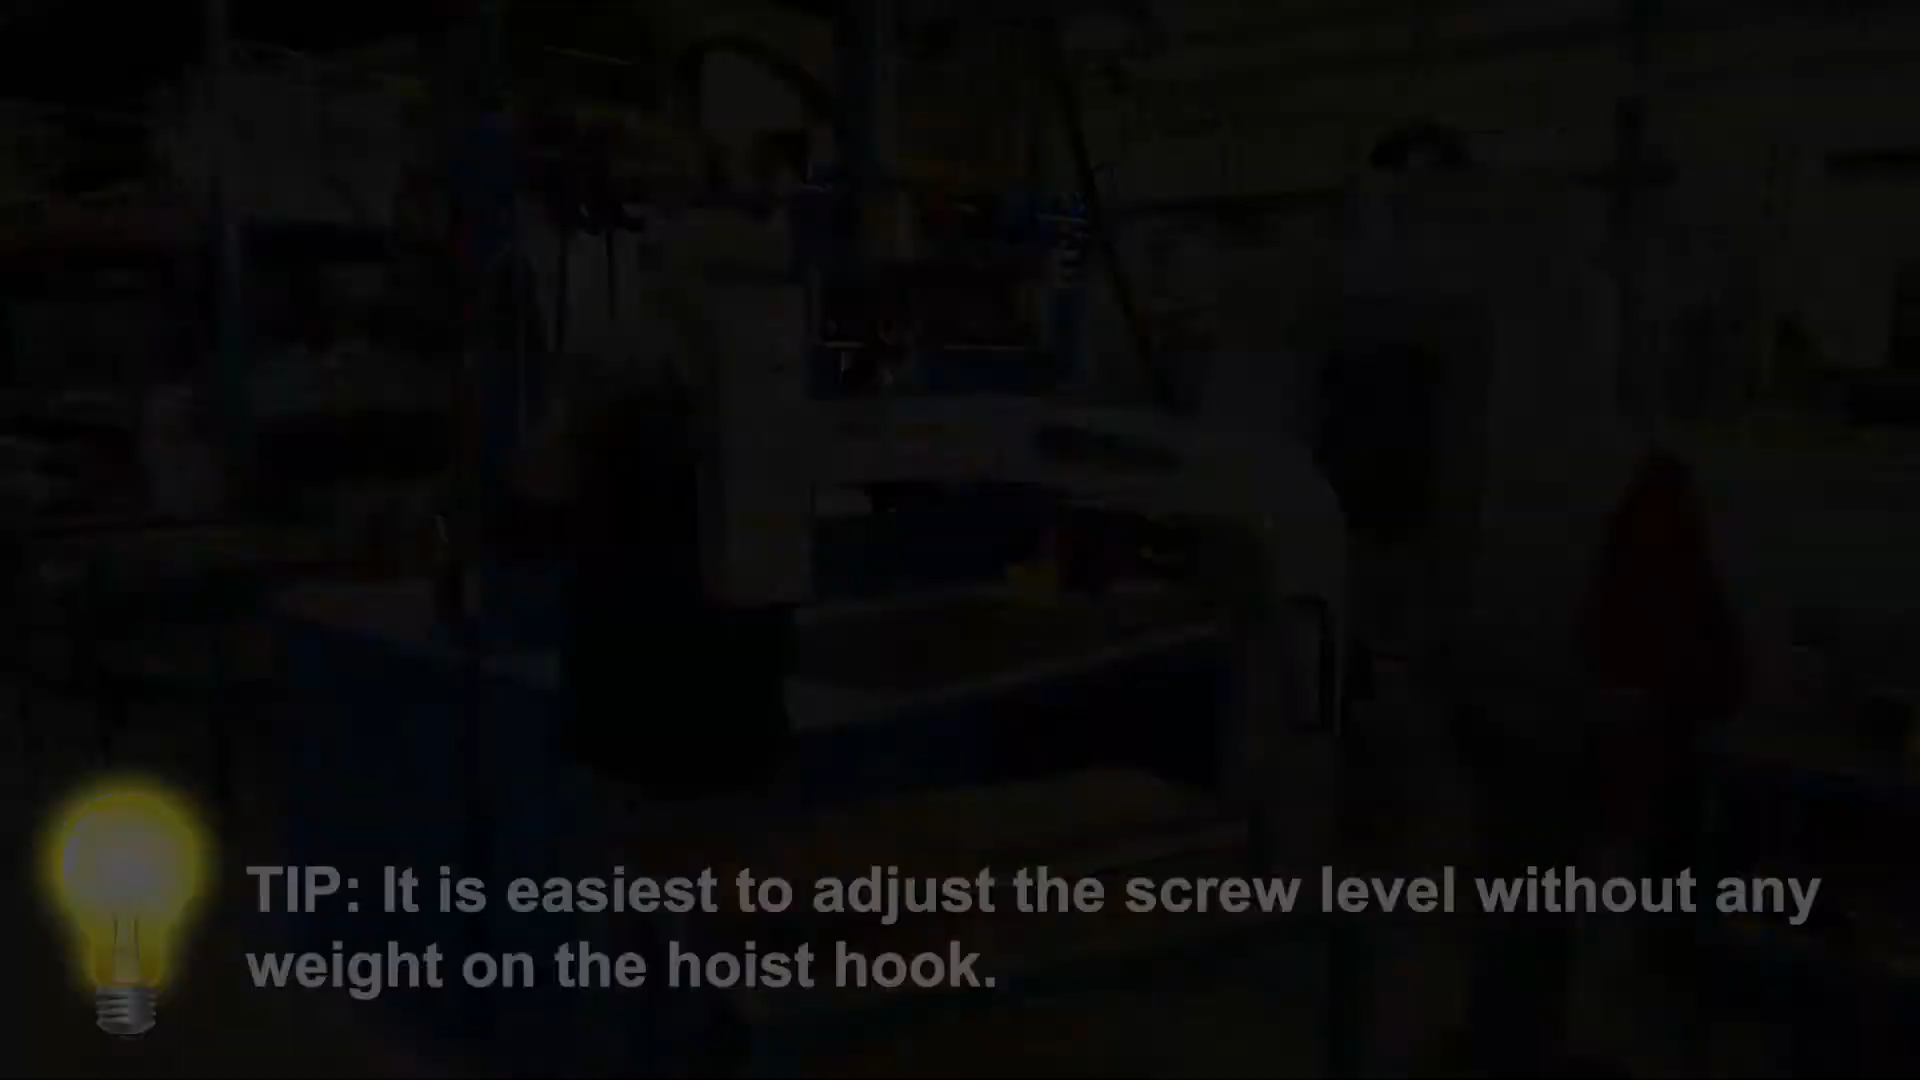 TIP: It is easiest to adjust the screw level without any
weight on the hoist hook.